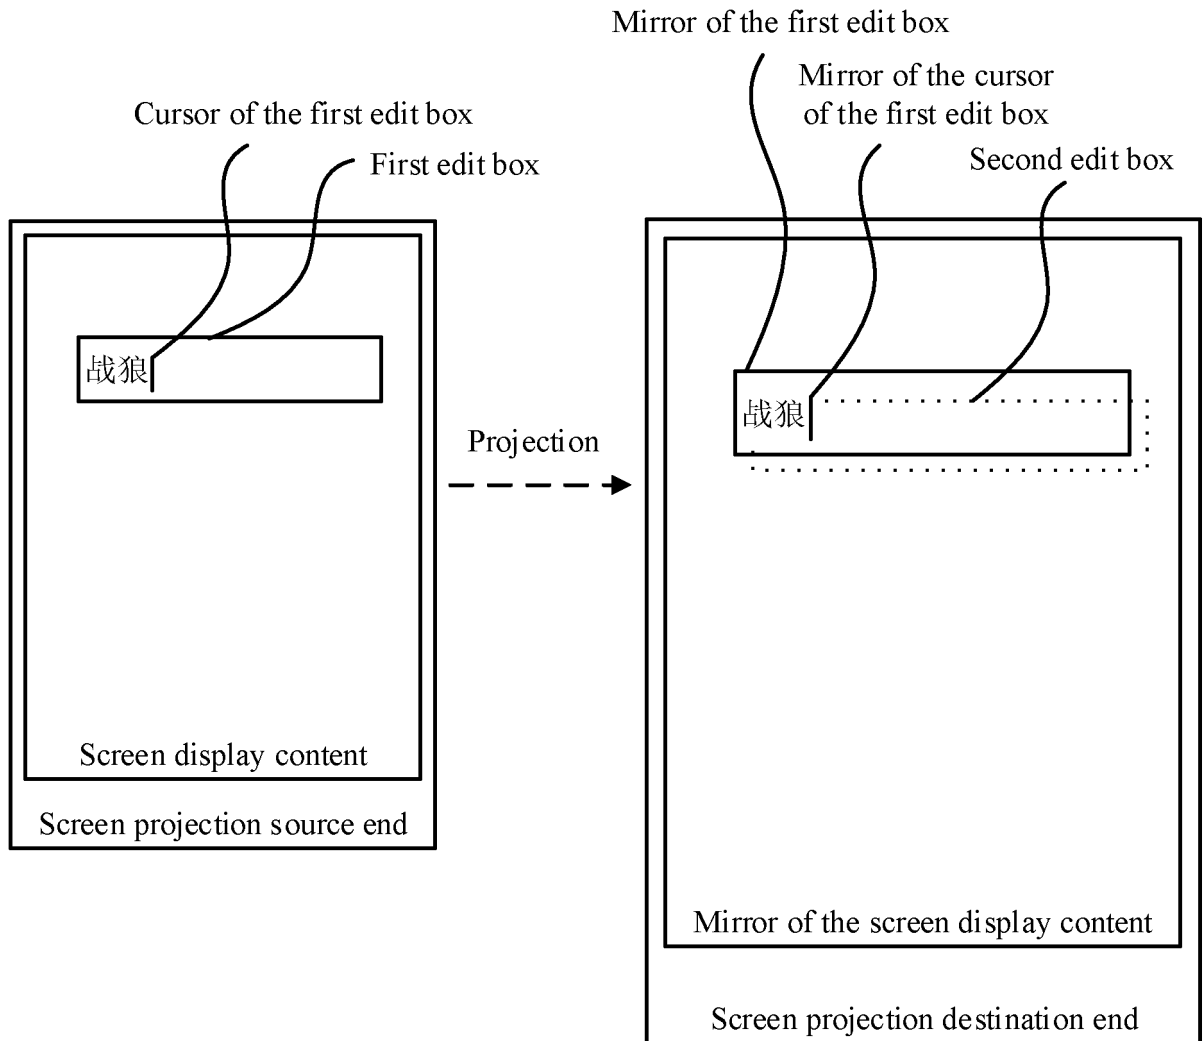 Mirror of the first edit box
Mirror of the cursor
of the first edit box
Cursor of the first edit box
First edit box
Second edit box
战狼
战狼
Projection
Screen display content
Screen projection source end
Mirror of the screen display content
Screen projection destination end